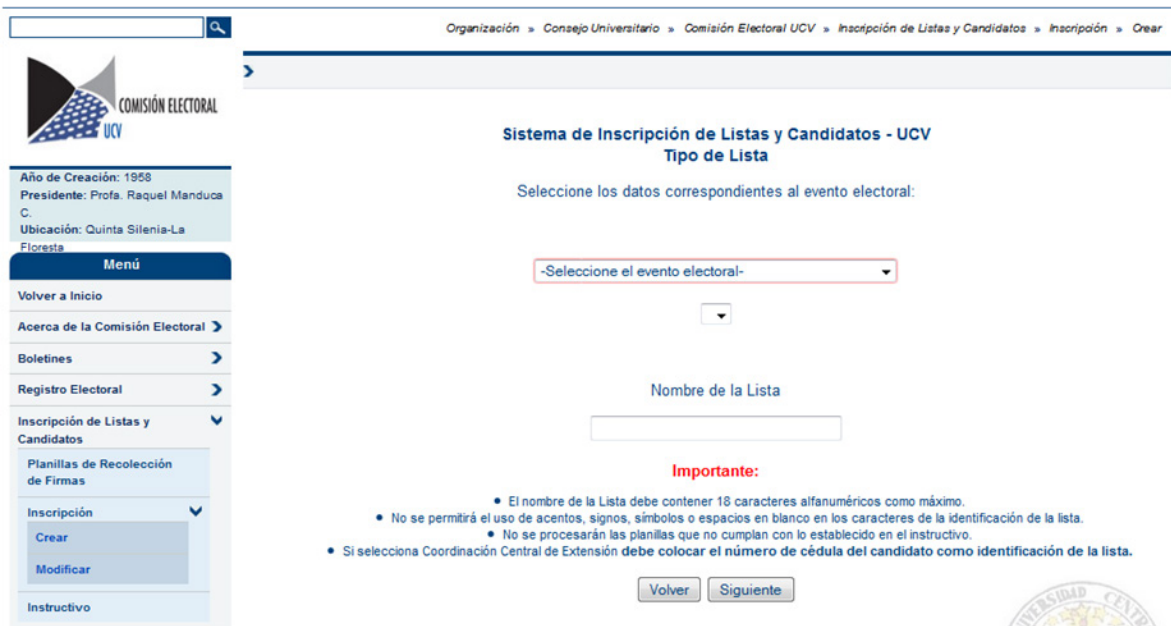 Organización » Consejo Universitario » Comisión Electoral UCV » Inscripción de Listas y Candidatos » Inscripción » Crear
COMISIÓN ELECTORAL
UCV
Año de Creación: 1958
Presidente: Profa. Raquel Manduca
C.
Ubicación: Quinta Silenia-La
Floresta
Menú
Volver a Inicio
Acerca de la Comisión Electoral
Boletines
Registro Electoral
Inscripción de Listas y
Candidatos
Planillas de Recolección
de Firmas
Inscripción
Crear
Modificar
Instructivo
Sistema de Inscripción de Listas y Candidatos - UCV
Tipo de Lista
Seleccione los datos correspondientes al evento electoral:
-Seleccione el evento electoral-
Nombre de la Lista
Importante:
• El nombre de la Lista debe contener 18 caracteres alfanuméricos como máximo.
• No se permitirá el uso de acentos, signos, símbolos o espacios en blanco en los caracteres de la identificación de la lista.
• No se procesarán las planillas que no cumplan con lo establecido en el instructivo.
• Si selecciona Coordinación Central de Extensión debe colocar el número de cédula del candidato como identificación de la lista.
Volver Siguiente